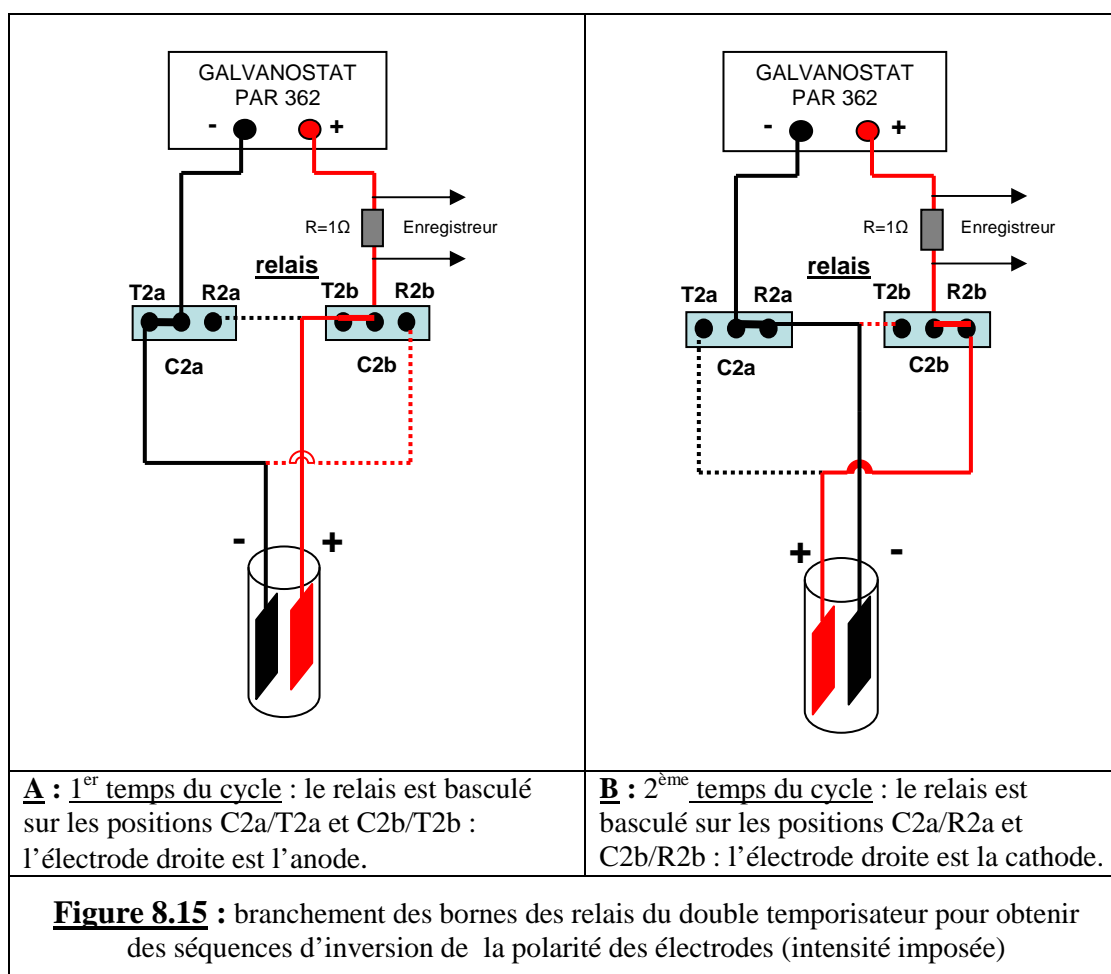 GALVANOSTAT
PAR 362
- +
R=1Ω Enregistreur
relais
T2a R2a T2b R2b
C2a C2b
- +
GALVANOSTAT
PAR 362
- +
R=1Ω Enregistreur
relais
T2a R2a T2b R2b
C2a C2b
+ -
A : 1er temps du cycle : le relais est basculé
sur les positions C2a/T2a et C2b/T2b :
l'électrode droite est l'anode.
B : 2ème temps du cycle : le relais est
basculé sur les positions C2a/R2a et
C2b/R2b : l'électrode droite est la cathode.
Figure 8.15 : branchement des bornes des relais du double temporisateur pour obtenir
des séquences d'inversion de la polarité des électrodes (intensité imposée)